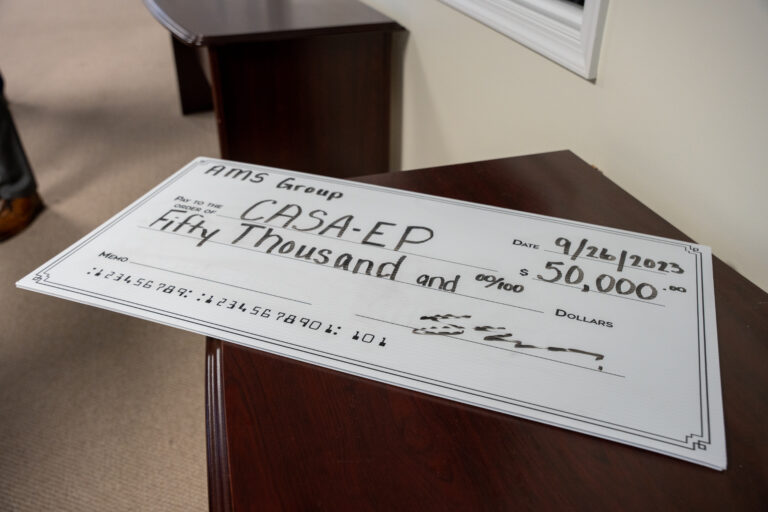 AMS Group
PAY TO THE ORDER OF CASA-EP DATE 9/26/2023
Fifty Thousand and 00/100 $ 50,000.00
DOLLARS
MEMO
⑆123456789⑆ ⑆12345678901⑆ 101